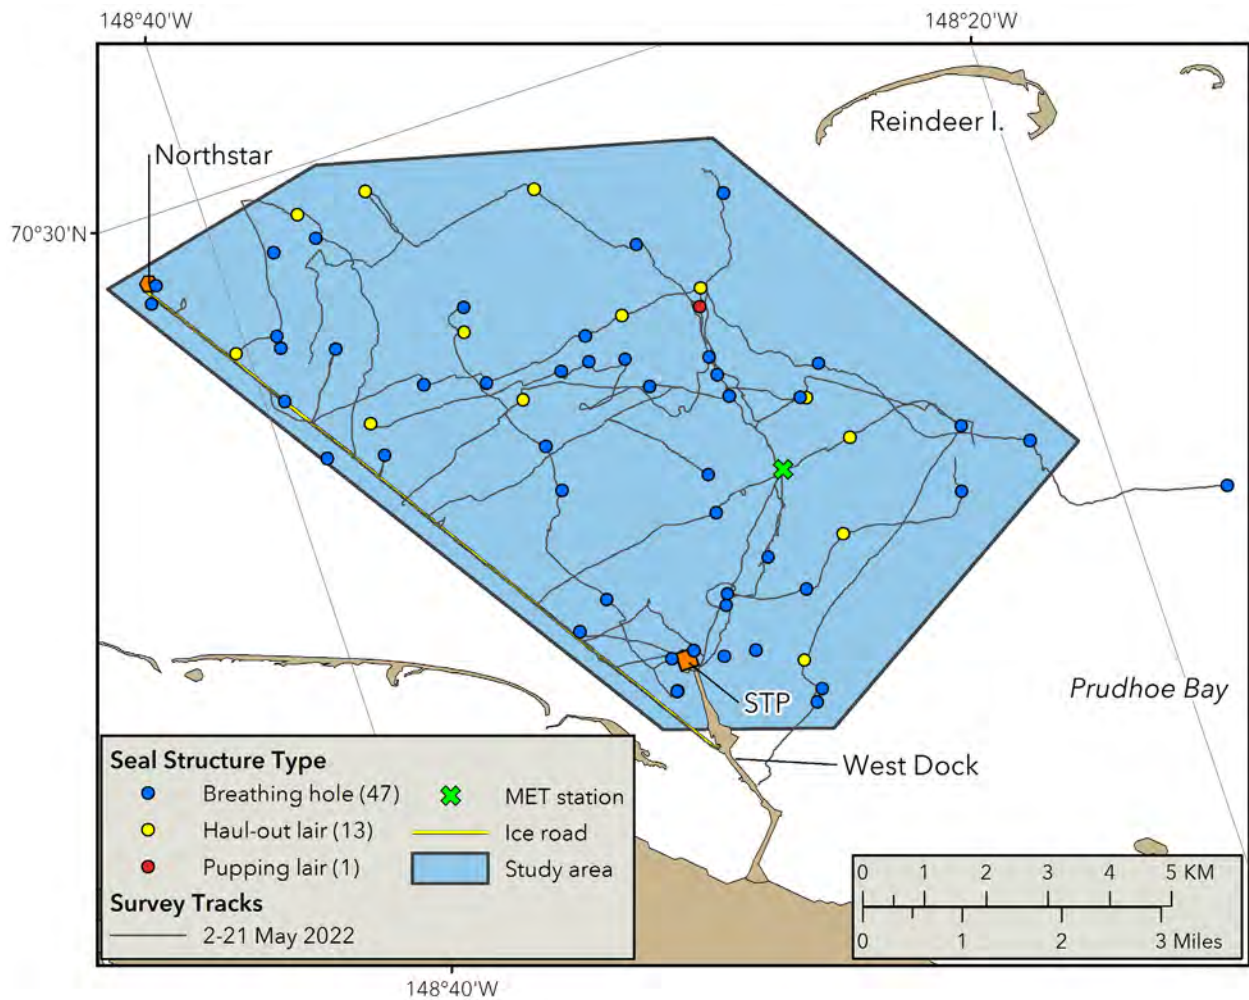 148°40'W
148°20'W
Reindeer I.
Northstar
70°30'N
Prudhoe Bay
STP
West Dock
Seal Structure Type
Breathing hole (47)
Haul-out lair (13)
Pupping lair (1)
MET station
Ice road
Study area
Survey Tracks
2-21 May 2022
0 1 2 3 4 5 KM
0 1 2 3 Miles
148°40'W